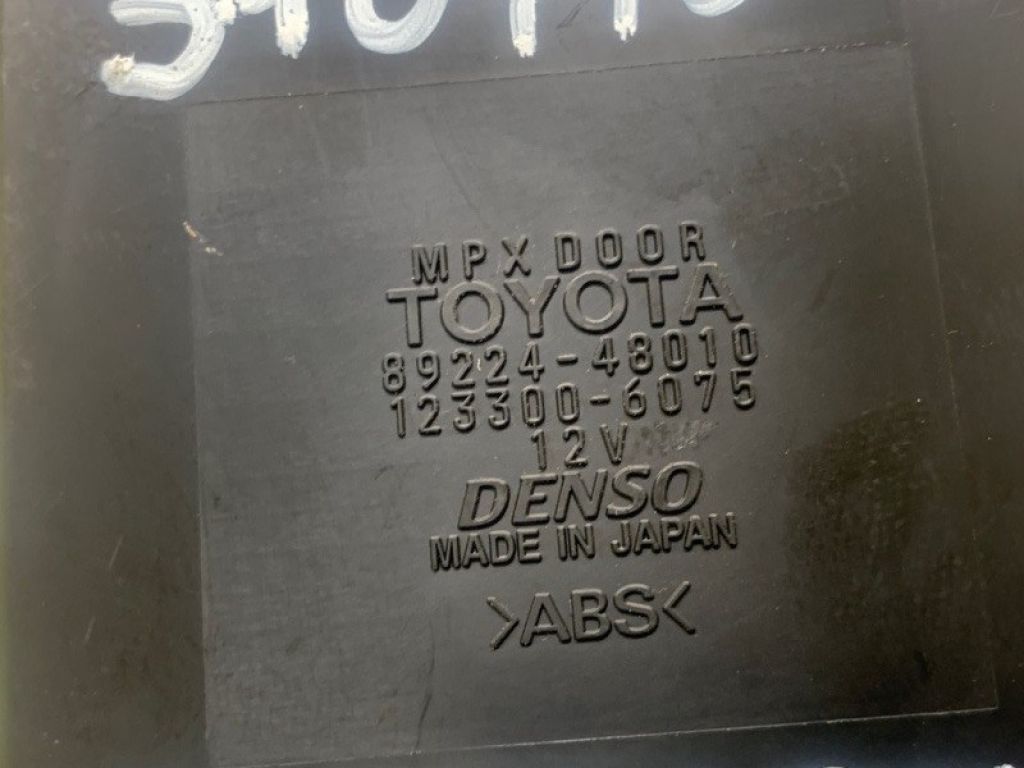 MPX DOOR
TOYOTA
89224-48010
123300-6075
12V
DENSO
MADE IN JAPAN
>ABS<